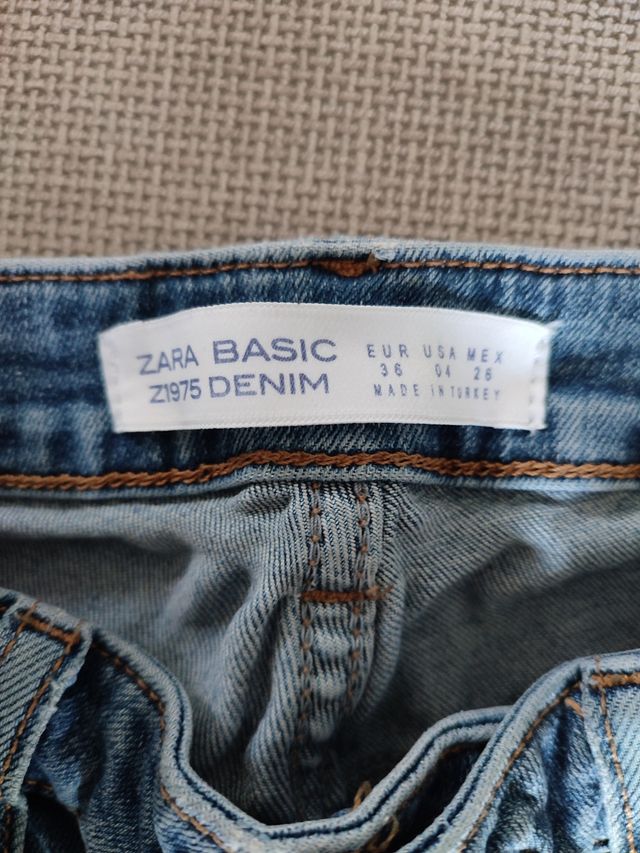 ZARA BASIC
Z1975 DENIM
EUR USA MEX
36 04 26
MADE IN TURKEY